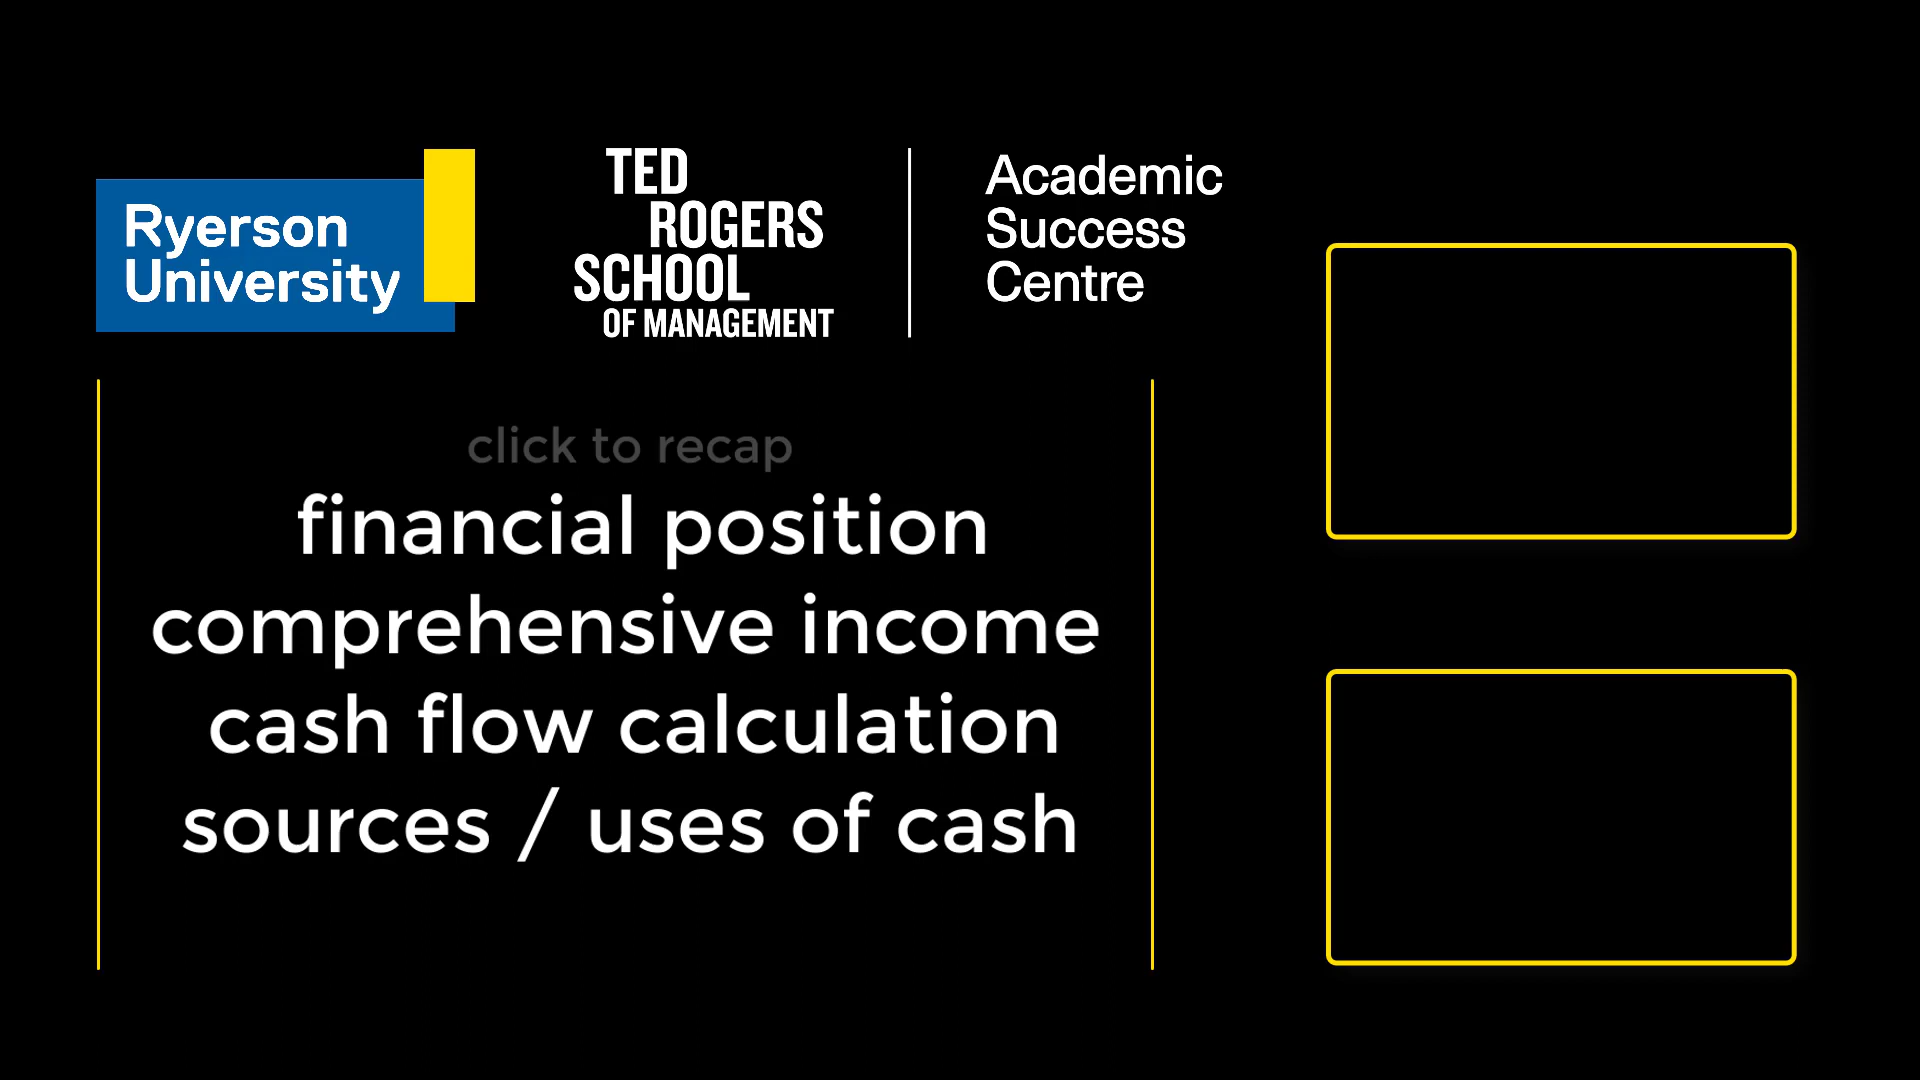 Ryerson
University
TED
ROGERS
SCHOOL
OF MANAGEMENT
Academic
Success
Centre
click to recap
financial position
comprehensive income
cash flow calculation
sources / uses of cash